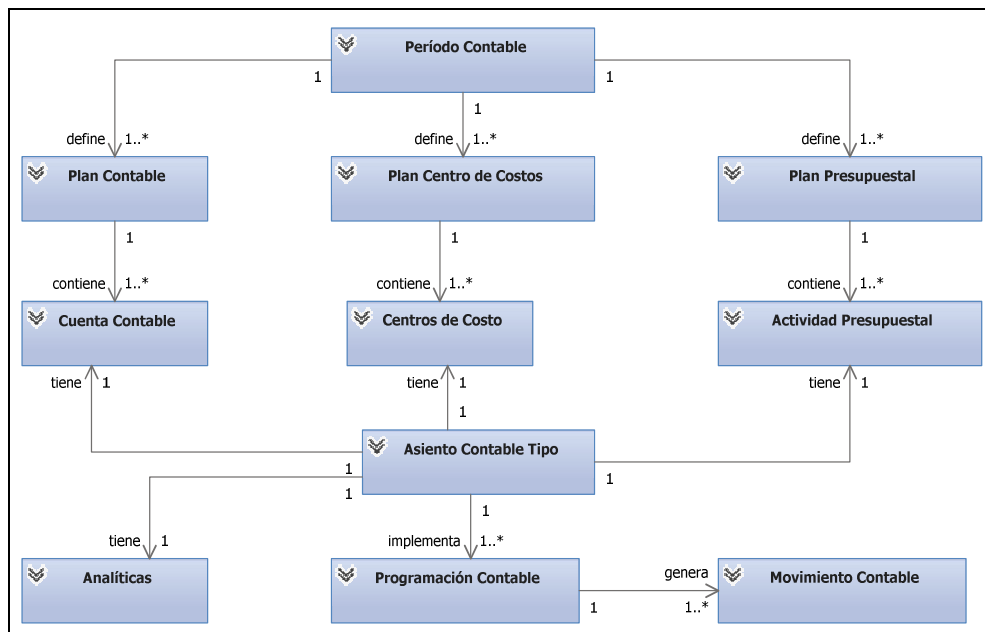 Período Contable
1
1
1
define
1..*
define
1..*
define
1..*
Plan Contable
Plan Centro de Costos
Plan Presupuestal
1
1
1
contiene
1..*
contiene
1..*
contiene
1..*
Cuenta Contable
Centros de Costo
Actividad Presupuestal
tiene
1
tiene
1
tiene
1
1
Asiento Contable Tipo
1
1
1
1
tiene
1
implementa
1..*
Analíticas
Programación Contable
genera
Movimiento Contable
1
1..*